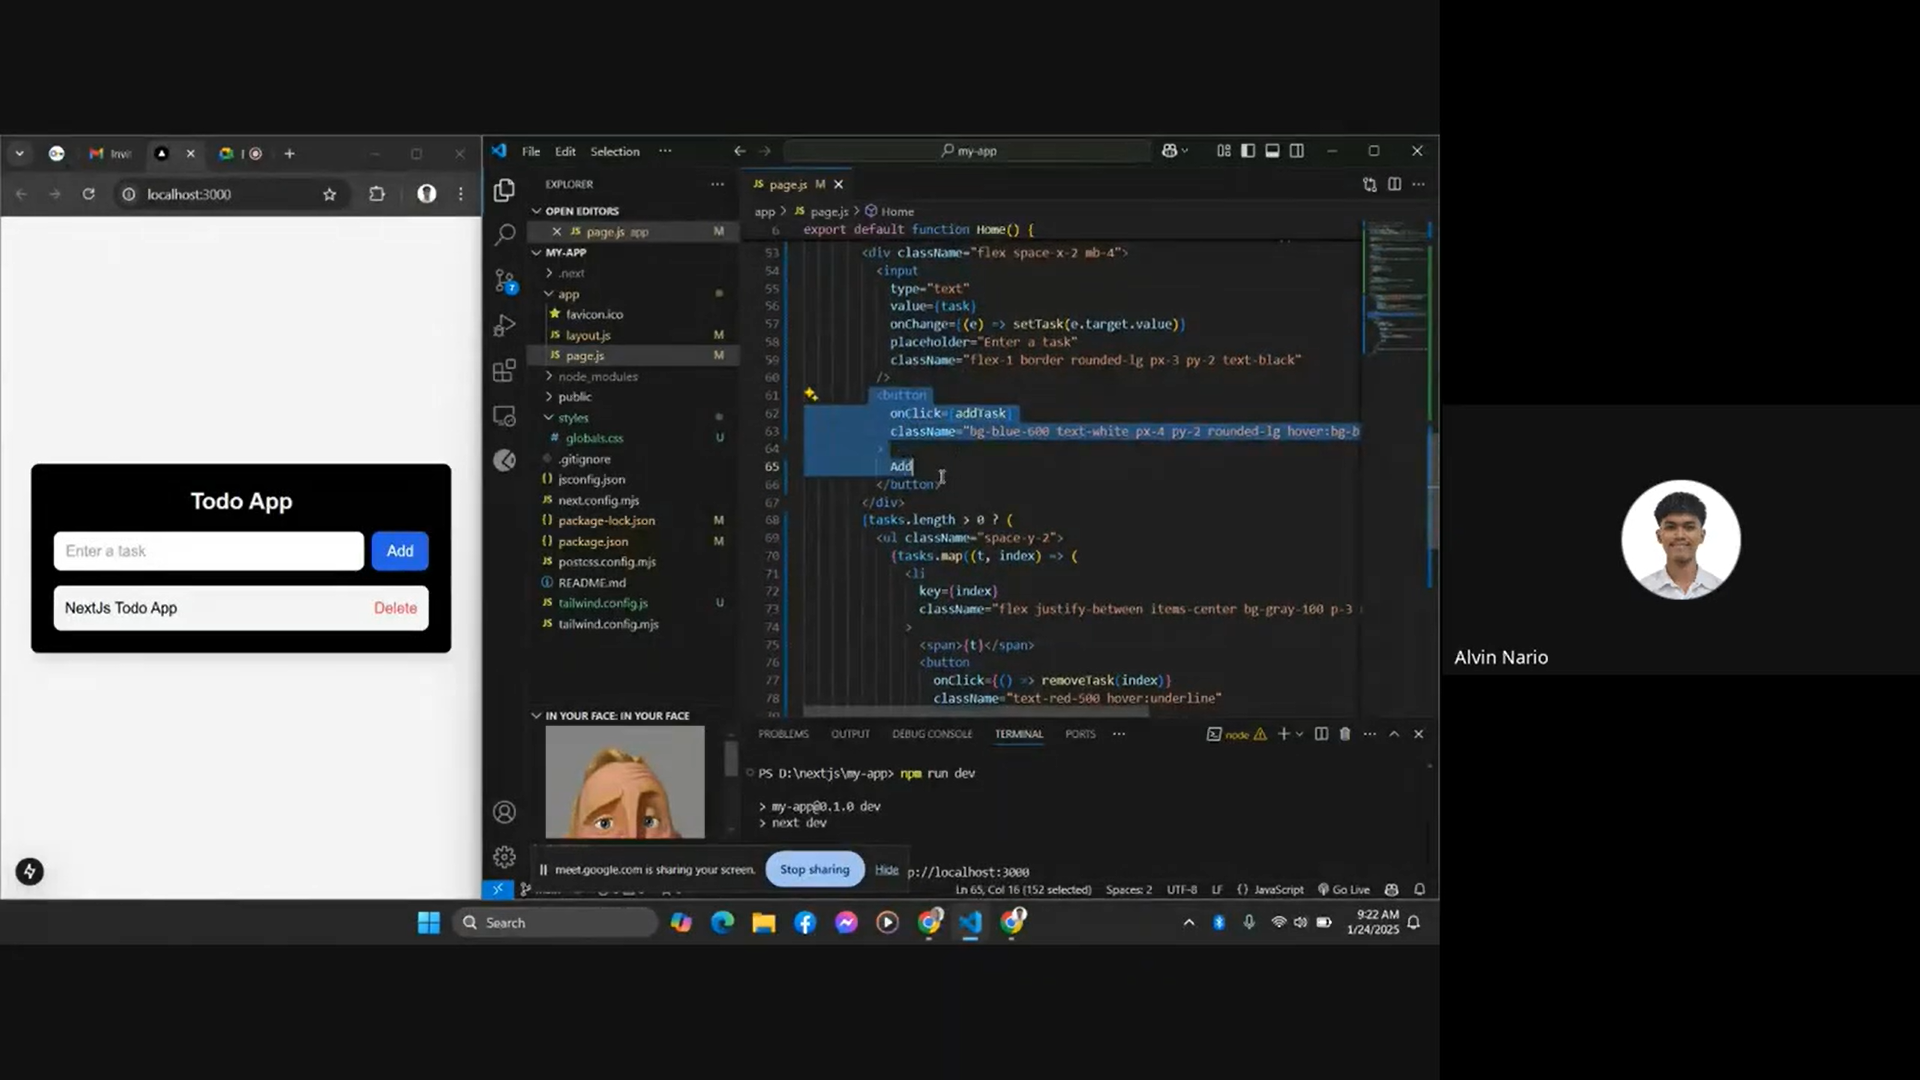 Invi
localhost:3000
Todo App
Enter a task
Add
NextJs Todo App
Delete
File Edit Selection ...
my-app
EXPLORER
OPEN EDITORS
page.js app M
MY-APP
.next
app
favicon.ico
layout.js M
page.js M
node_modules
public
styles
globals.css U
.gitignore
jsconfig.json
next.config.mjs
package-lock.json M
package.json M
postcss.config.mjs
README.md
tailwind.config.js U
tailwind.config.mjs
IN YOUR FACE: IN YOUR FACE
JS page.js M
app > JS page.js > Home
6 export default function Home() {
53 <div className="flex space-x-2 mb-4">
54 <input
55 type="text"
56 value={task}
57 onChange={(e) => setTask(e.target.value)}
58 placeholder="Enter a task"
59 className="flex-1 border rounded-lg px-3 py-2 text-black"
60 />
61 <button
62 onClick={addTask}
63 className="bg-blue-600 text-white px-4 py-2 rounded-lg hover:bg-b
64 >
65 Add
66 </button>
67 </div>
68 {tasks.length > 0 ? (
69 <ul className="space-y-2">
70 {tasks.map((t, index) => (
71 <li
72 key={index}
73 className="flex justify-between items-center bg-gray-100 p-3
74 >
75 <span>{t}</span>
76 <button
77 onClick={() => removeTask(index)}
78 className="text-red-500 hover:underline"
PROBLEMS OUTPUT DEBUG CONSOLE TERMINAL PORTS ...
node
PS D:\nextjs\my-app> npm run dev
> my-app@0.1.0 dev
> next dev
p://localhost:3000
meet.google.com is sharing your screen.
Stop sharing
Hide
Ln 65, Col 16 (152 selected) Spaces: 2 UTF-8 LF {} JavaScript Go Live
Search
9:22 AM
1/24/2025
Alvin Nario